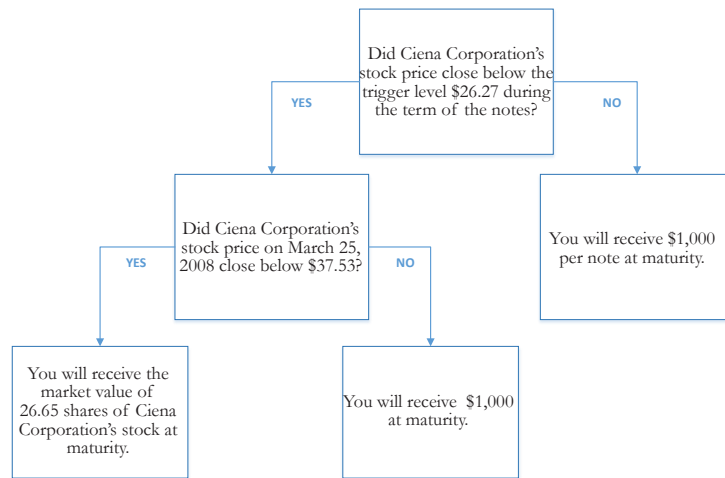 Did Ciena Corporation's
stock price close below the
trigger level $26.27 during
the term of the notes?
YES
NO
Did Ciena Corporation's
stock price on March 25,
2008 close below $37.53?
You will receive $1,000
per note at maturity.
YES
NO
You will receive the
market value of
26.65 shares of Ciena
Corporation's stock at
maturity.
You will receive $1,000
at maturity.